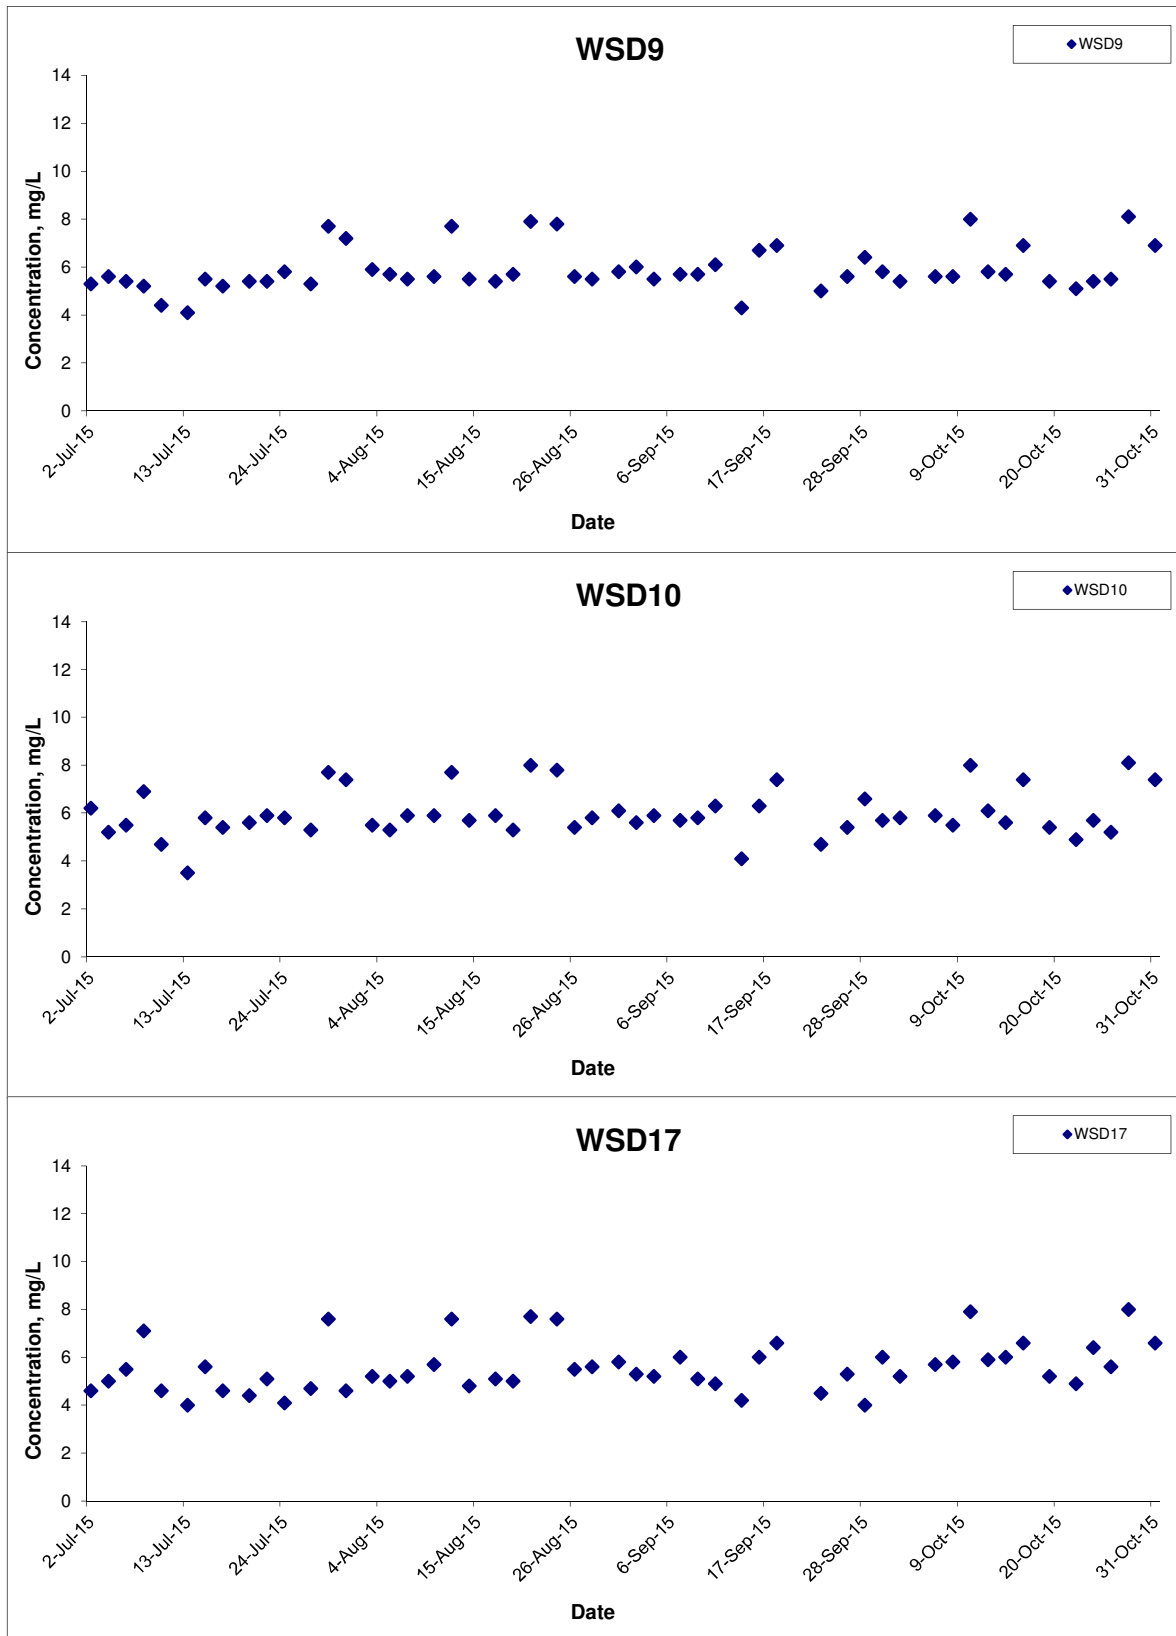 WSD9
WSD9
14
12
10
8
6
4
2
0
Concentration, mg/L
2-Jul-15
13-Jul-15
24-Jul-15
4-Aug-15
15-Aug-15
26-Aug-15
6-Sep-15
17-Sep-15
28-Sep-15
9-Oct-15
20-Oct-15
31-Oct-15
Date
WSD10
WSD10
14
12
10
8
6
4
2
0
Concentration, mg/L
2-Jul-15
13-Jul-15
24-Jul-15
4-Aug-15
15-Aug-15
26-Aug-15
6-Sep-15
17-Sep-15
28-Sep-15
9-Oct-15
20-Oct-15
31-Oct-15
Date
WSD17
WSD17
14
12
10
8
6
4
2
0
Concentration, mg/L
2-Jul-15
13-Jul-15
24-Jul-15
4-Aug-15
15-Aug-15
26-Aug-15
6-Sep-15
17-Sep-15
28-Sep-15
9-Oct-15
20-Oct-15
31-Oct-15
Date